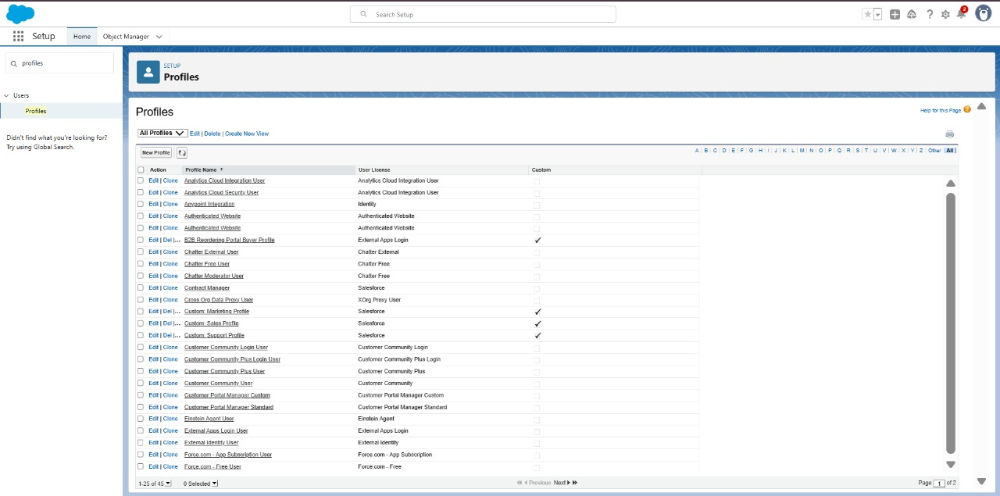 Search Setup
2
Setup Home Object Manager
profiles
Users
Profiles
Didn't find what you're looking for?
Try using Global Search.
SETUP
Profiles
Profiles
Help for this Page ?
All Profiles Edit | Delete | Create New View
New Profile A B C D E F G H I J K L M N O P Q R S T U V W X Y Z Other All
Action Profile Name User License Custom
Edit | Clone Analytics Cloud Integration User Analytics Cloud Integration User
Edit | Clone Analytics Cloud Security User Analytics Cloud Integration User
Edit | Clone Anypoint Integration Identity
Edit | Clone Authenticated Website Authenticated Website
Edit | Clone Authenticated Website Authenticated Website
Edit | Del |... B2B Reordering Portal Buyer Profile External Apps Login ✓
Edit | Clone Chatter External User Chatter External
Edit | Clone Chatter Free User Chatter Free
Edit | Clone Chatter Moderator User Chatter Free
Edit | Clone Contract Manager Salesforce
Edit | Clone Cross Org Data Proxy User XOrg Proxy User
Edit | Del |... Custom: Marketing Profile Salesforce ✓
Edit | Del |... Custom: Sales Profile Salesforce ✓
Edit | Del |... Custom: Support Profile Salesforce ✓
Edit | Clone Customer Community Login User Customer Community Login
Edit | Clone Customer Community Plus Login User Customer Community Plus Login
Edit | Clone Customer Community Plus User Customer Community Plus
Edit | Clone Customer Community User Customer Community
Edit | Clone Customer Portal Manager Custom Customer Portal Manager Custom
Edit | Clone Customer Portal Manager Standard Customer Portal Manager Standard
Edit | Clone Einstein Agent User Einstein Agent
Edit | Clone External Apps Login User External Apps Login
Edit | Clone External Identity User External Identity
Edit | Clone Force.com - App Subscription User Force.com - App Subscription
Edit | Clone Force.com - Free User Force.com - Free
1-25 of 45 0 Selected Previous Next Page 1 of 2